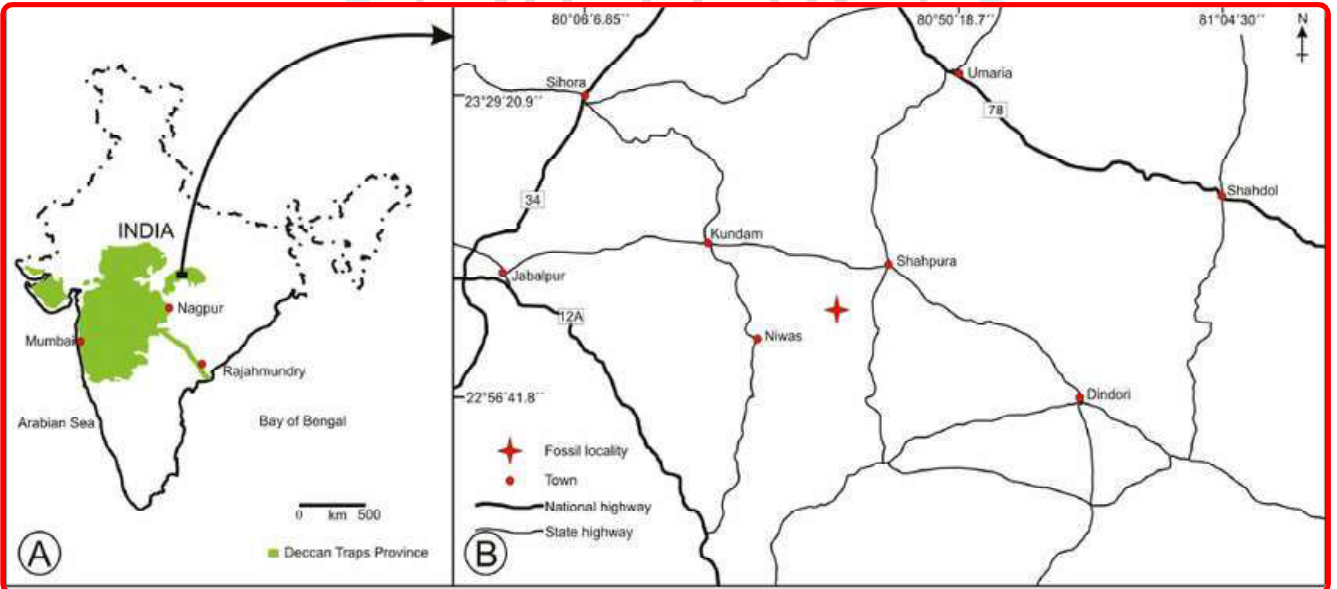 INDIA
Nagpur
Mumbai
Rajahmundry
Arabian Sea
Bay of Bengal
0 km 500
Deccan Traps Province
A
80°06´6.85´´
80°50´18.7´´
81°04´30´´
N
Umaria
Sihora
23°29´20.9´´
78
34
Shahdol
Kundam
Shahpura
Jabalpur
12A
Niwas
22°56´41.8´´
Dindori
Fossil locality
Town
National highway
State highway
B